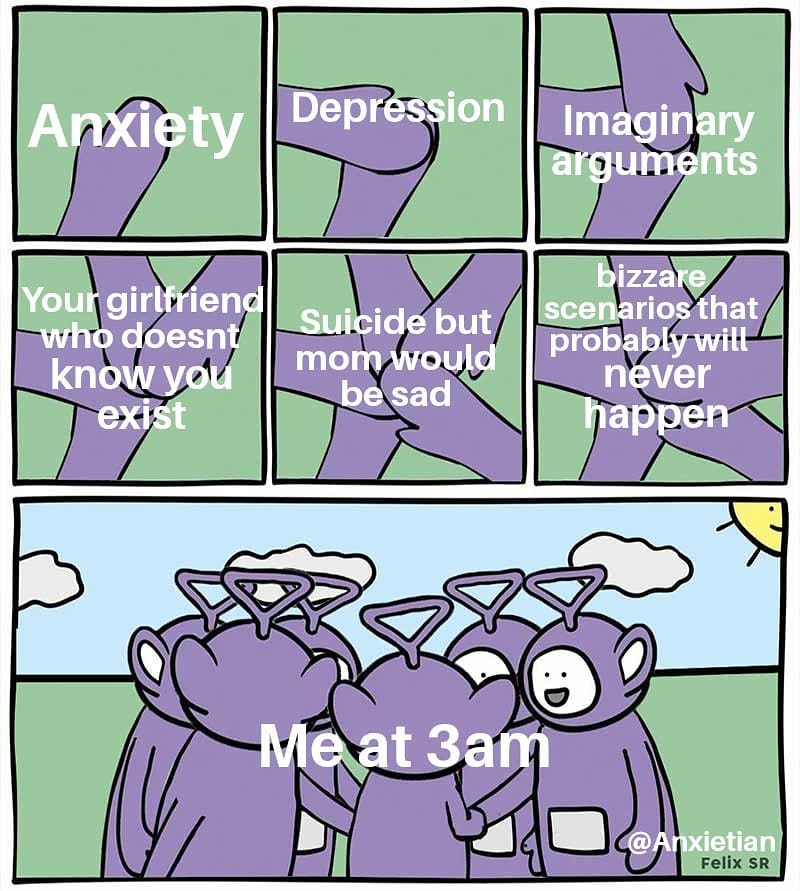 Anxiety
Depression
Imaginary
arguments
Your girlfriend
who doesnt
know you
exist
Suicide but
mom would
be sad
bizzare
scenarios that
probably will
never
happen
Me at 3am
@Anxietian
Felix SR